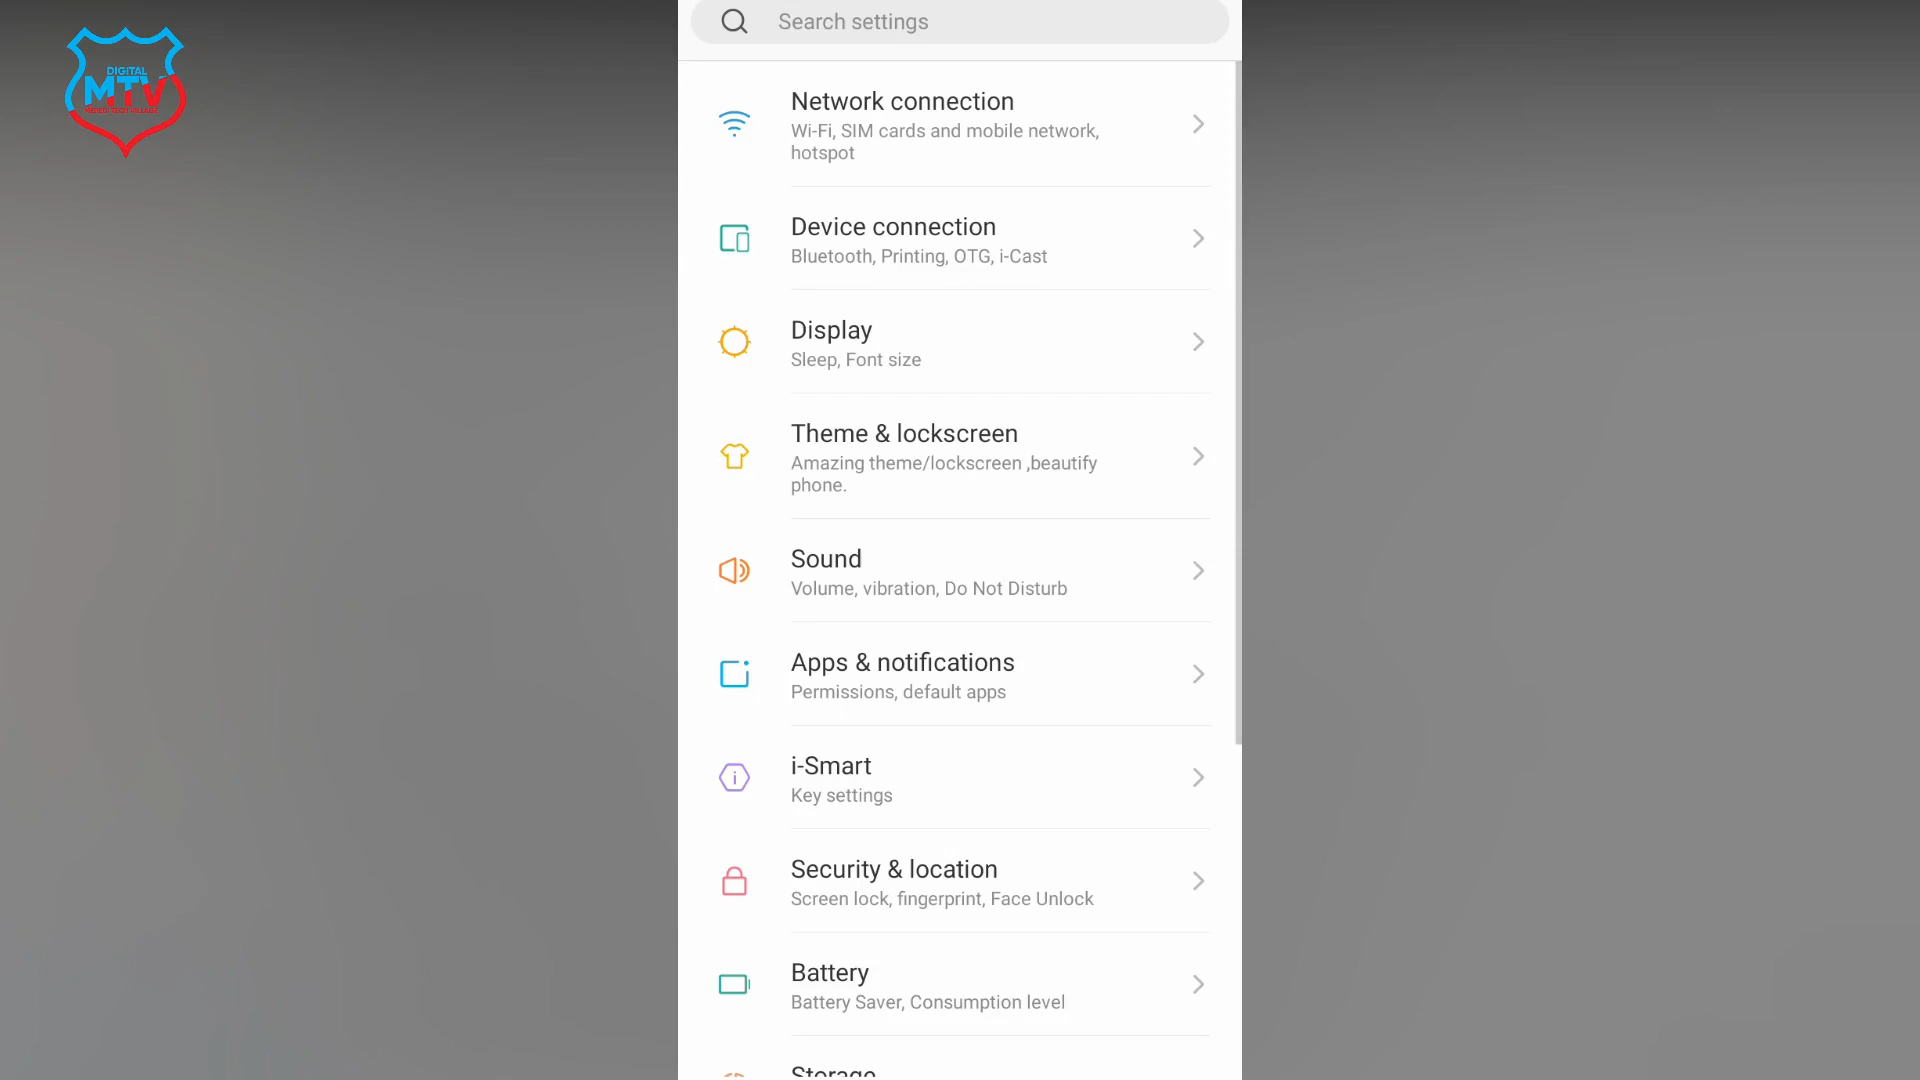 DIGITAL
MTV
Search settings
Network connection
Wi-Fi, SIM cards and mobile network,
hotspot
Device connection
Bluetooth, Printing, OTG, i-Cast
Display
Sleep, Font size
Theme & lockscreen
Amazing theme/lockscreen ,beautify
phone.
Sound
Volume, vibration, Do Not Disturb
Apps & notifications
Permissions, default apps
i-Smart
Key settings
Security & location
Screen lock, fingerprint, Face Unlock
Battery
Battery Saver, Consumption level
Storage